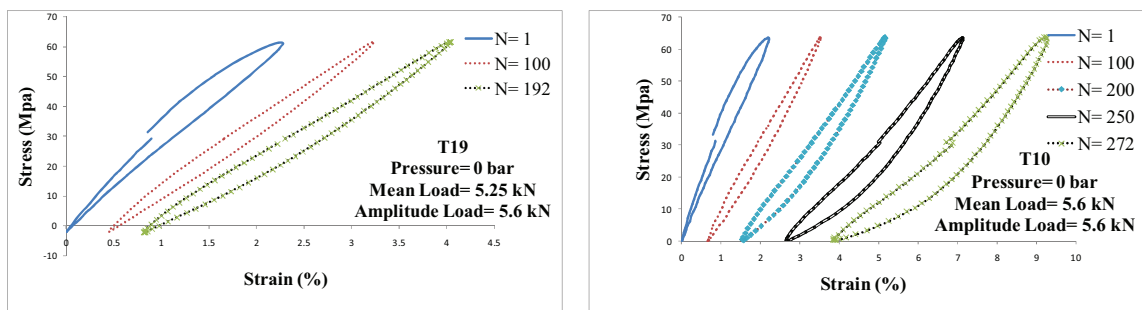 70
60
50
40
30
20
10
0
-10
Stress (Mpa)
0
0.5
1
1.5
2
2.5
3
3.5
4
4.5
Strain (%)
N= 1
N= 100
N= 192
T19
Pressure= 0 bar
Mean Load= 5.25 kN
Amplitude Load= 5.6 kN
70
60
50
40
30
20
10
0
Stress (Mpa)
0
1
2
3
4
5
6
7
8
9
10
Strain (%)
N= 1
N= 100
N= 200
N= 250
N= 272
T10
Pressure= 0 bar
Mean Load= 5.6 kN
Amplitude Load= 5.6 kN